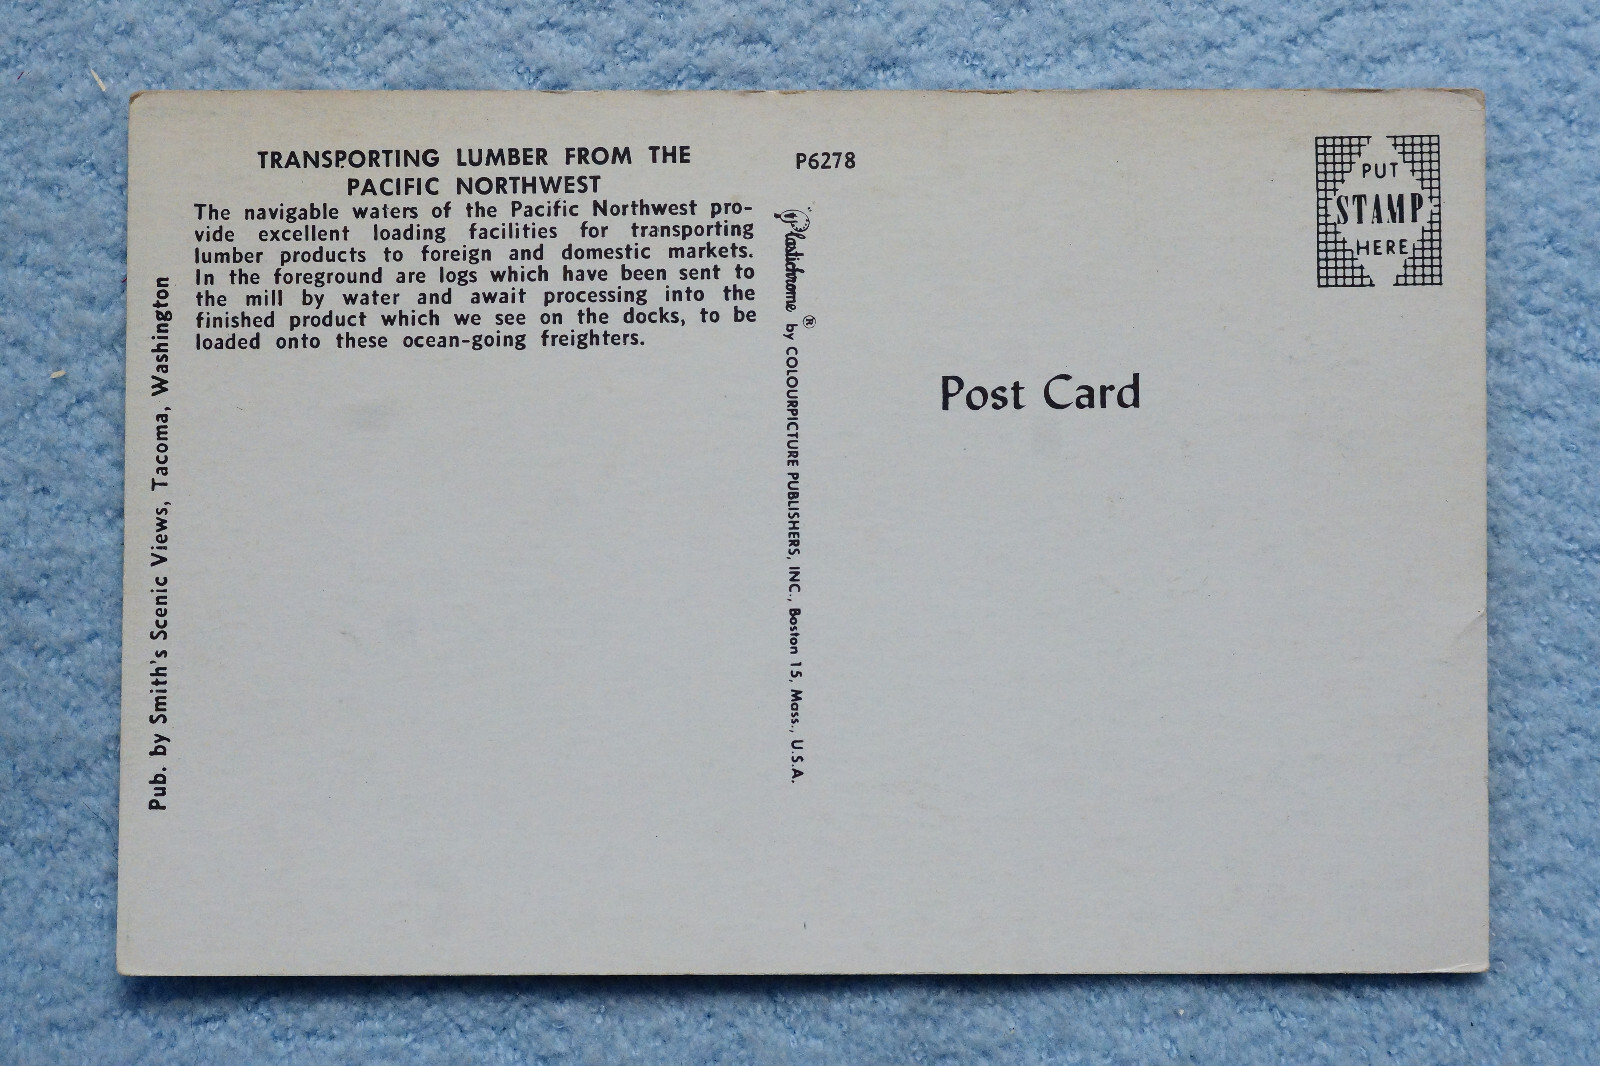 TRANSPORTING LUMBER FROM THE
PACIFIC NORTHWEST
The navigable waters of the Pacific Northwest pro-
vide excellent loading facilities for transporting
lumber products to foreign and domestic markets.
In the foreground are logs which have been sent to
the mill by water and await processing into the
finished product which we see on the docks, to be
loaded onto these ocean-going freighters.
Pub. by Smith's Scenic Views, Tacoma, Washington
P6278
"Plastichrome ® by COLOURPICTURE PUBLISHERS, INC., Boston 15, Mass., U.S.A.
PUT
STAMP
HERE
Post Card